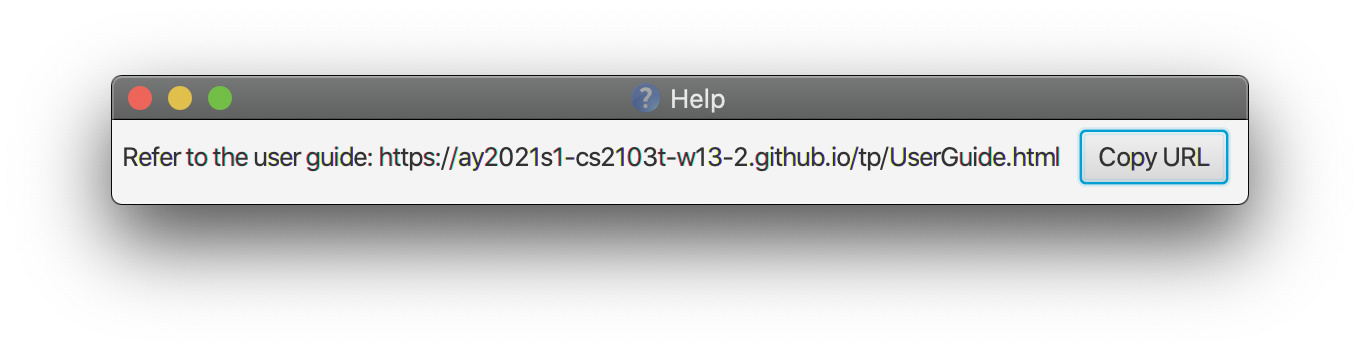 Help
Refer to the user guide: https://ay2021s1-cs2103t-w13-2.github.io/tp/UserGuide.html Copy URL